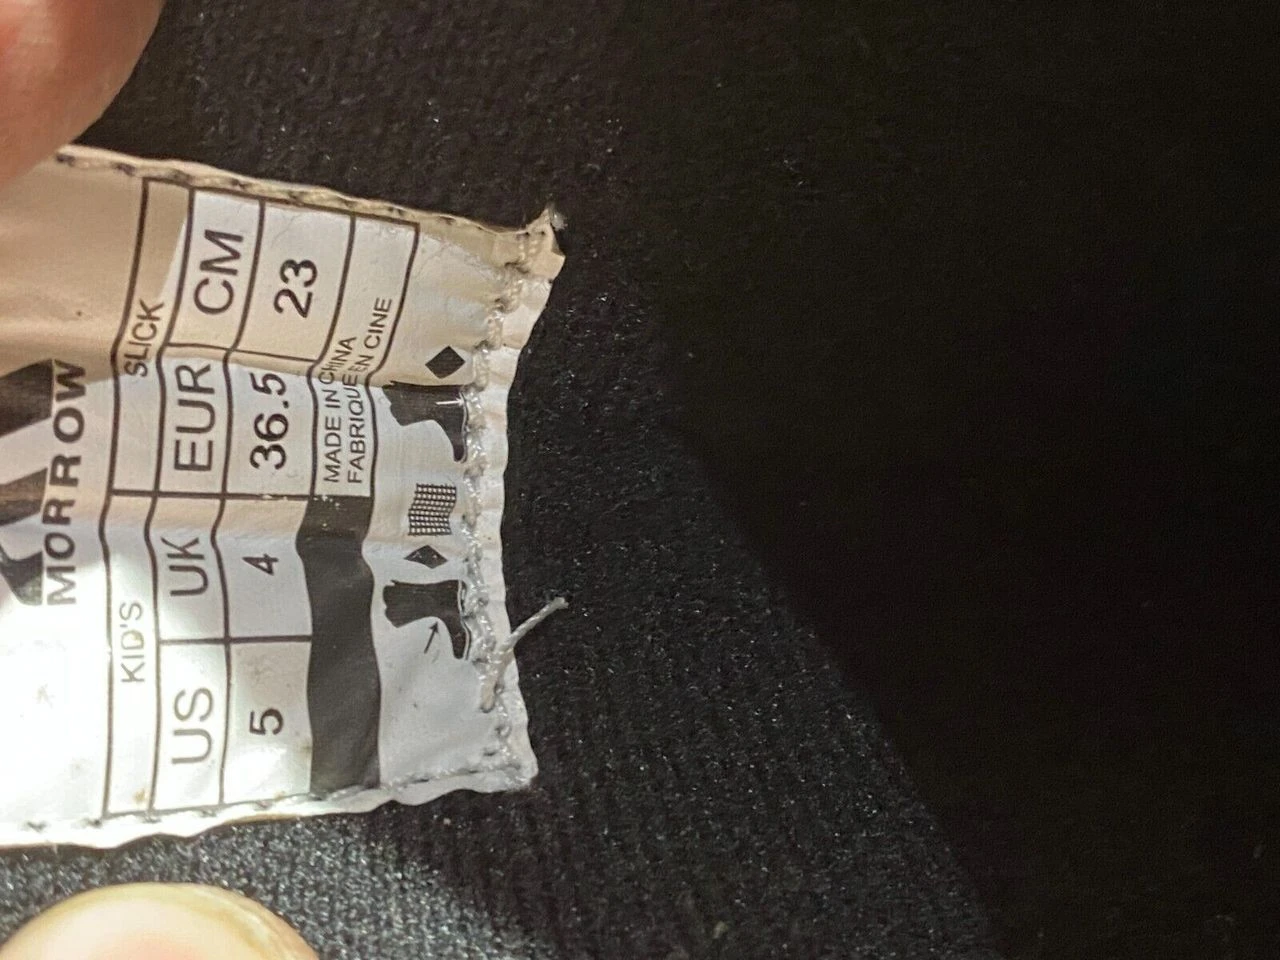 MORROW
KID'S SLICK
US UK EUR CM
5 4 36.5 23
MADE IN CHINA
FABRIQUE EN CINE